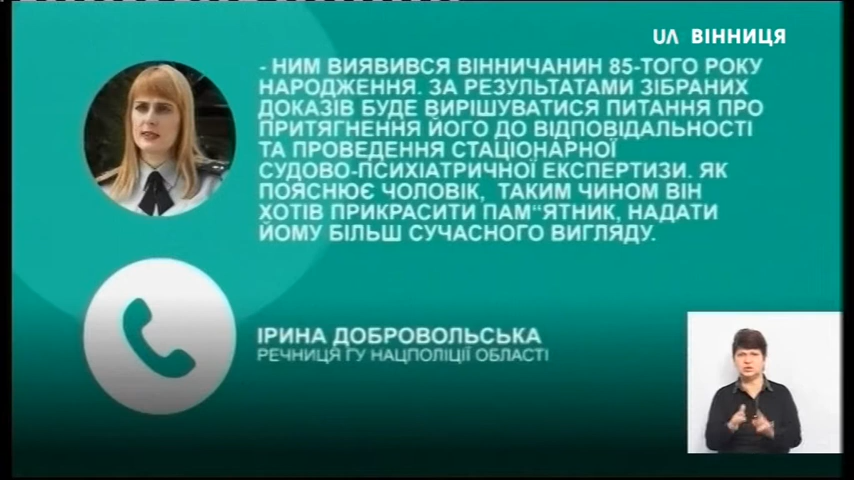 UA ВІННИЦЯ
- НИМ ВИЯВИВСЯ ВІННИЧАНИН 85-ТОГО РОКУ
НАРОДЖЕННЯ. ЗА РЕЗУЛЬТАТАМИ ЗІБРАНИХ
ДОКАЗІВ БУДЕ ВИРІШУВАТИСЯ ПИТАННЯ ПРО
ПРИТЯГНЕННЯ ЙОГО ДО ВІДПОВІДАЛЬНОСТІ
ТА ПРОВЕДЕННЯ СТАЦІОНАРНОЇ
СУДОВО-ПСИХІАТРИЧНОЇ ЕКСПЕРТИЗИ. ЯК
ПОЯСНЮЄ ЧОЛОВІК, ТАКИМ ЧИНОМ ВІН
ХОТІВ ПРИКРАСИТИ ПАМ“ЯТНИК, НАДАТИ
ЙОМУ БІЛЬШ СУЧАСНОГО ВИГЛЯДУ.
ІРИНА ДОБРОВОЛЬСЬКА
РЕЧНИЦЯ ГУ НАЦПОЛІЦІЇ ОБЛАСТІ